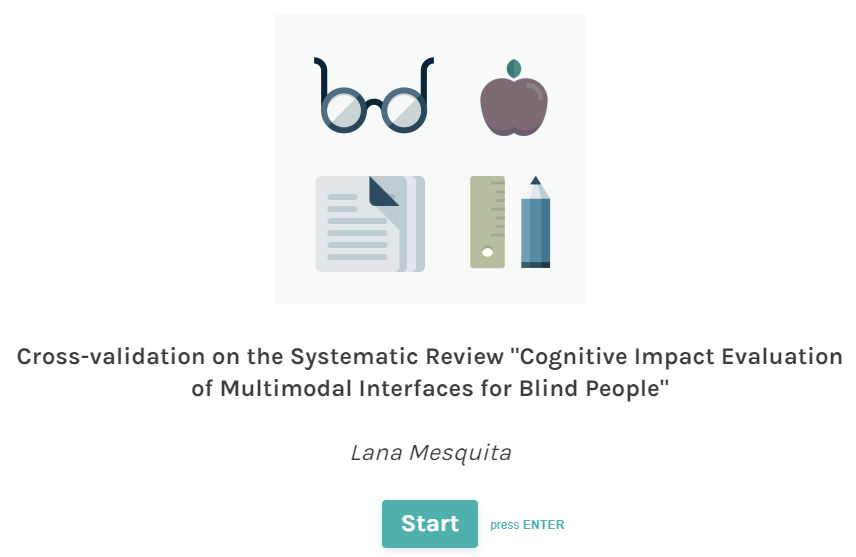 Cross-validation on the Systematic Review "Cognitive Impact Evaluation
of Multimodal Interfaces for Blind People"
Lana Mesquita
Start press ENTER